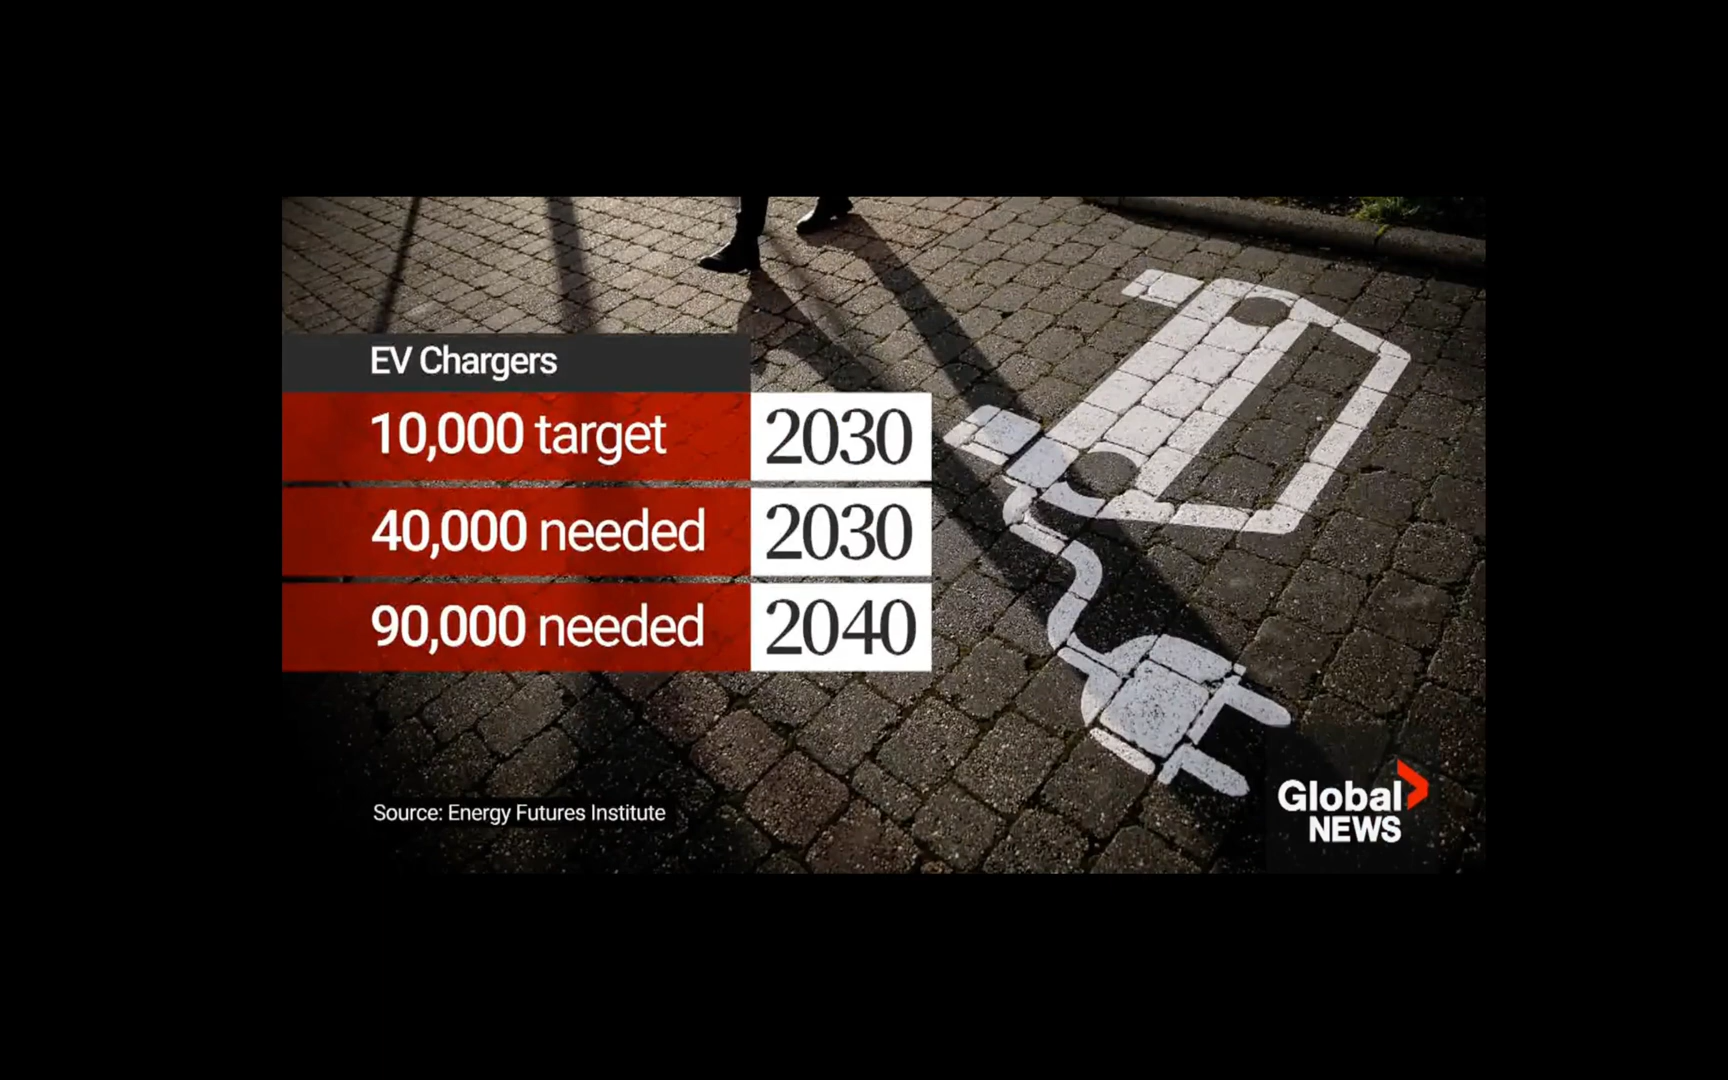 EV Chargers
10,000 target 2030
40,000 needed 2030
90,000 needed 2040
Source: Energy Futures Institute
Global
NEWS